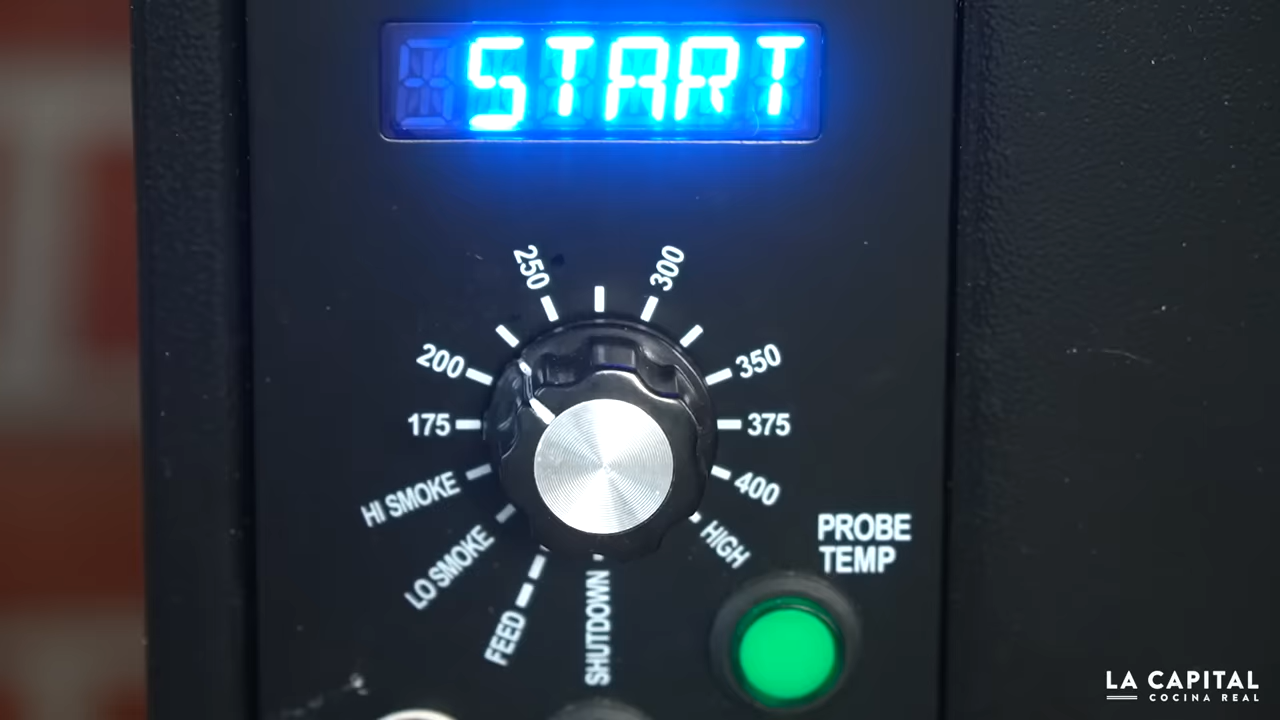 START
250
300
200
350
175
375
HI SMOKE
400
LO SMOKE
HIGH
PROBE
TEMP
FEED
SHUTDOWN
LA CAPITAL
COCINA REAL